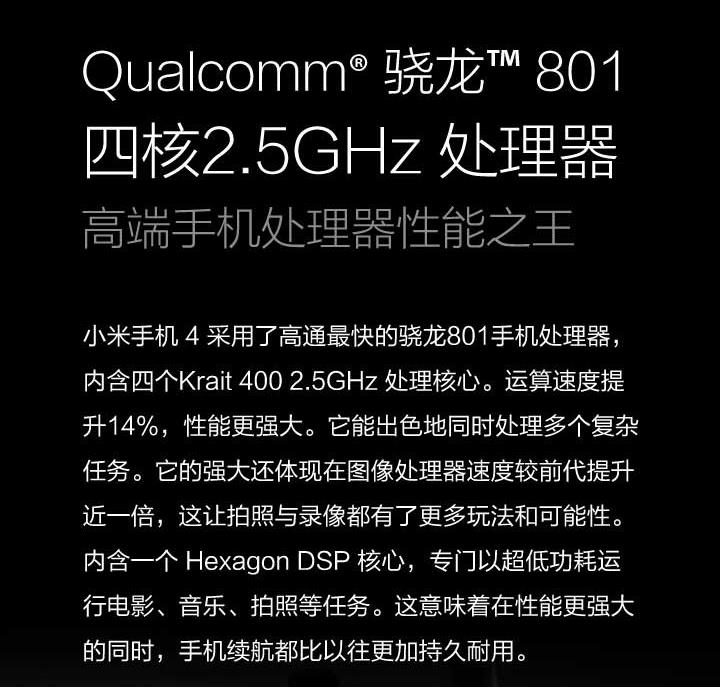 Qualcomm® 骁龙™ 801
四核2.5GHz 处理器
高端手机处理器性能之王
小米手机 4 采用了高通最快的骁龙801手机处理器，
内含四个Krait 400 2.5GHz 处理核心。运算速度提
升14%，性能更强大。它能出色地同时处理多个复杂
任务。它的强大还体现在图像处理器速度较前代提升
近一倍，这让拍照与录像都有了更多玩法和可能性。
内含一个 Hexagon DSP 核心，专门以超低功耗运
行电影、音乐、拍照等任务。这意味着在性能更强大
的同时，手机续航都比以往更加持久耐用。